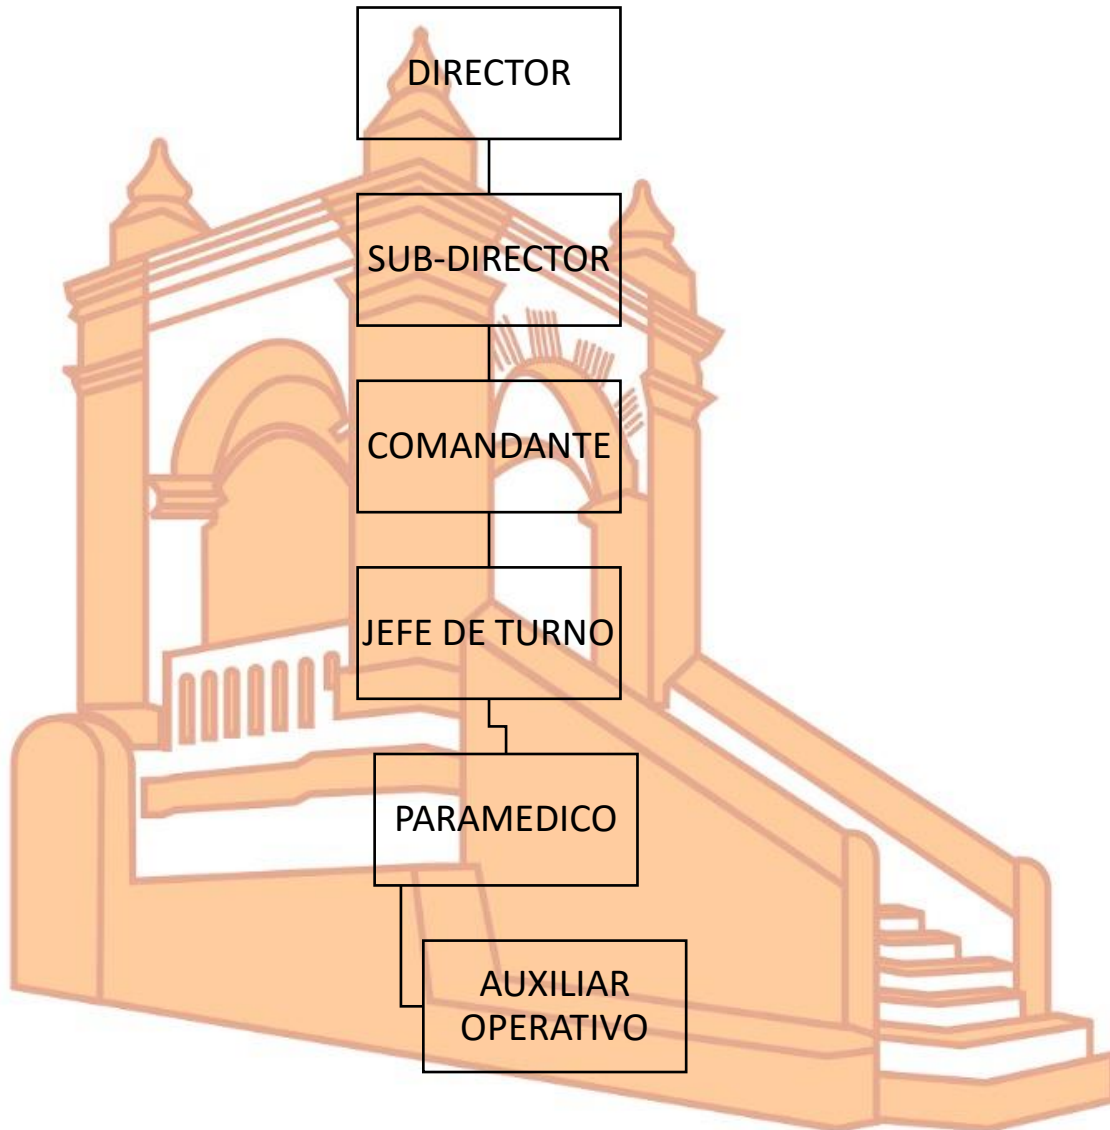 DIRECTOR
SUB-DIRECTOR
COMANDANTE
JEFE DE TURNO
PARAMEDICO
AUXILIAR
OPERATIVO